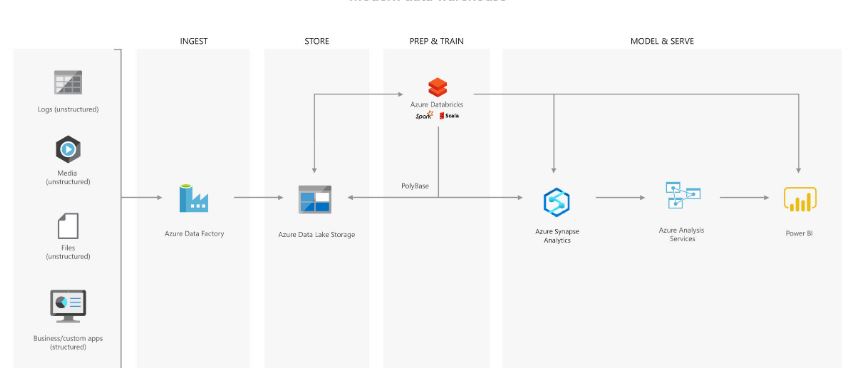 Modern data warehouse
INGEST
STORE
PREP & TRAIN
MODEL & SERVE
Logs (unstructured)
Media
(unstructured)
Files
(unstructured)
Business/custom apps
(structured)
Azure Data Factory
Azure Data Lake Storage
Azure Databricks
Spark
Scala
PolyBase
Azure Synapse
Analytics
Azure Analysis
Services
Power BI